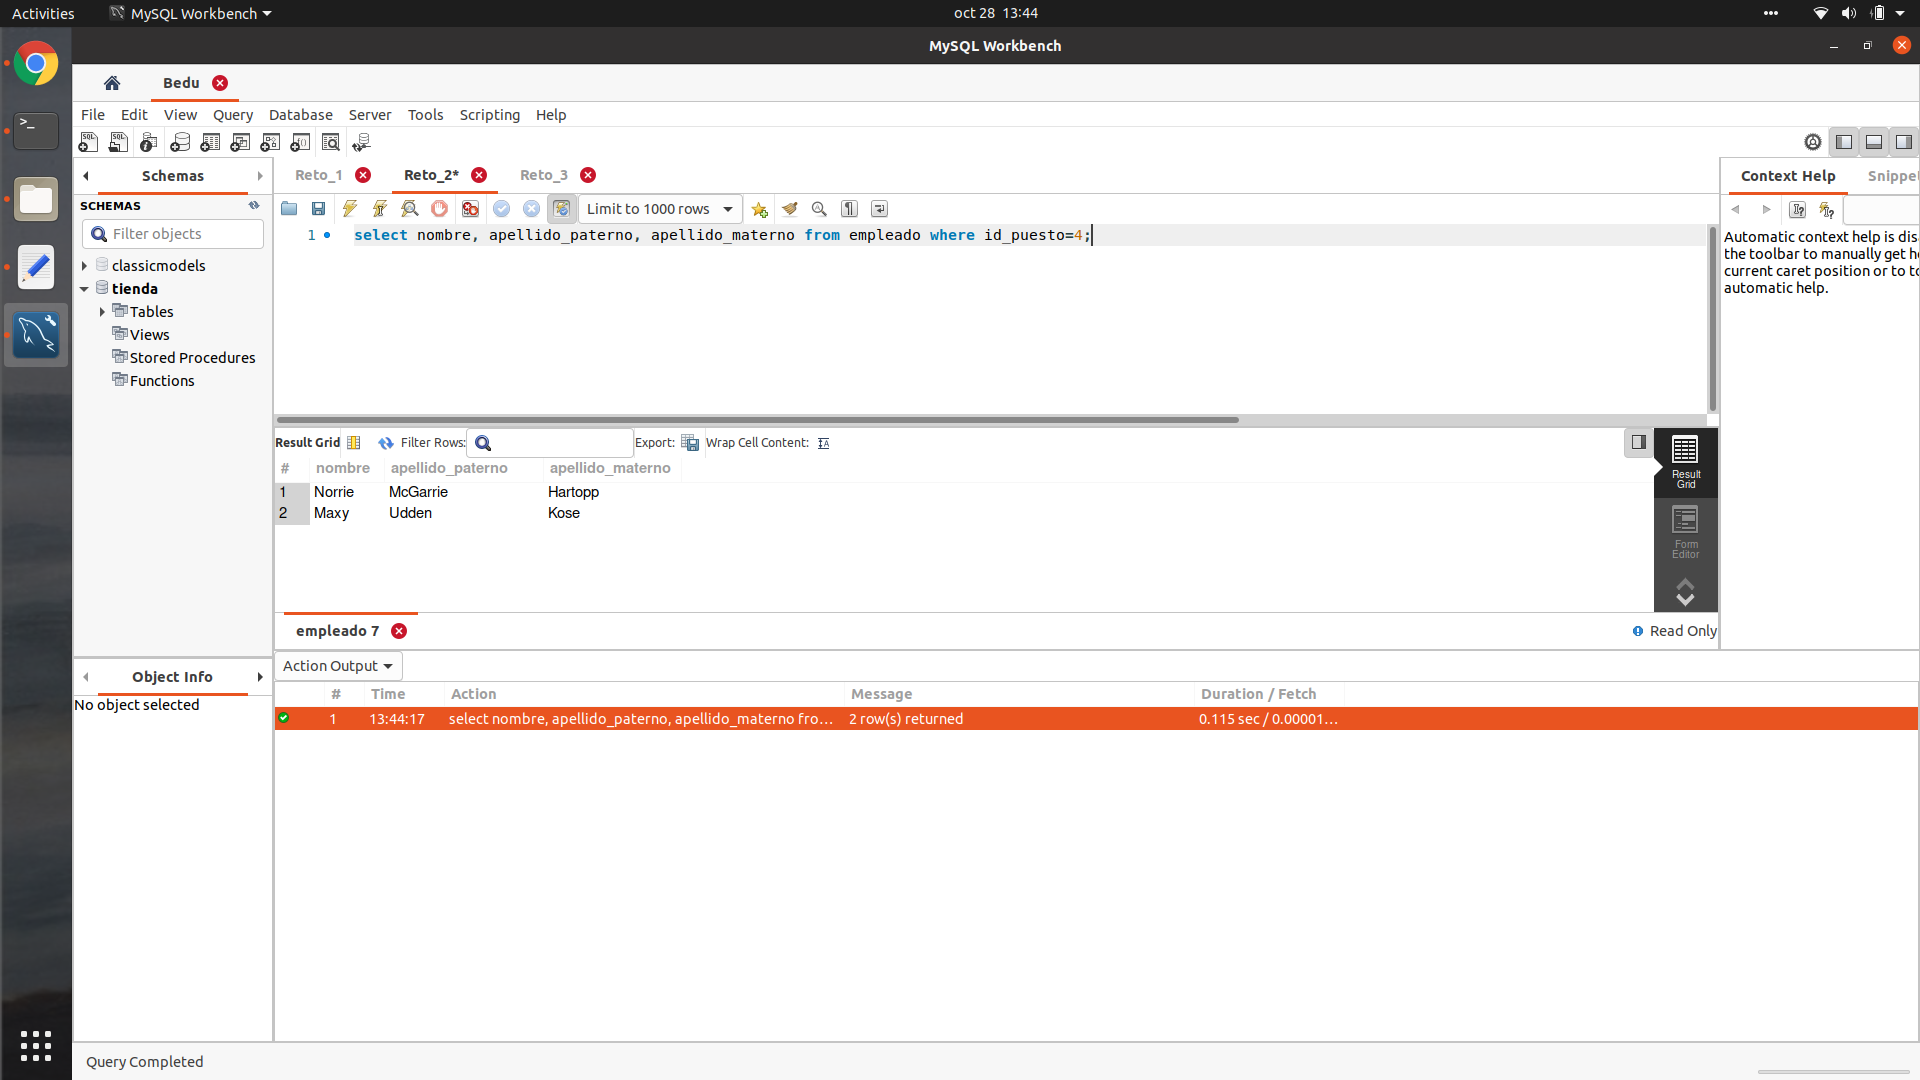 Activities MySQL Workbench oct 28 13:44
MySQL Workbench
Bedu
File Edit View Query Database Server Tools Scripting Help
Schemas
SCHEMAS
Filter objects
classicmodels
tienda
Tables
Views
Stored Procedures
Functions
Reto_1 Reto_2* Reto_3
Limit to 1000 rows
1 select nombre, apellido_paterno, apellido_materno from empleado where id_puesto=4;
Context Help Snippet
Automatic context help is dis
the toolbar to manually get h
current caret position or to to
automatic help.
Result Grid Filter Rows: Export: Wrap Cell Content:
# nombre apellido_paterno apellido_materno
1 Norrie McGarrie Hartopp
2 Maxy Udden Kose
Result
Grid
Form
Editor
empleado 7 Read Only
Object Info
No object selected
Action Output
# Time Action Message Duration / Fetch
1 13:44:17 select nombre, apellido_paterno, apellido_materno fro... 2 row(s) returned 0.115 sec / 0.00001...
Query Completed